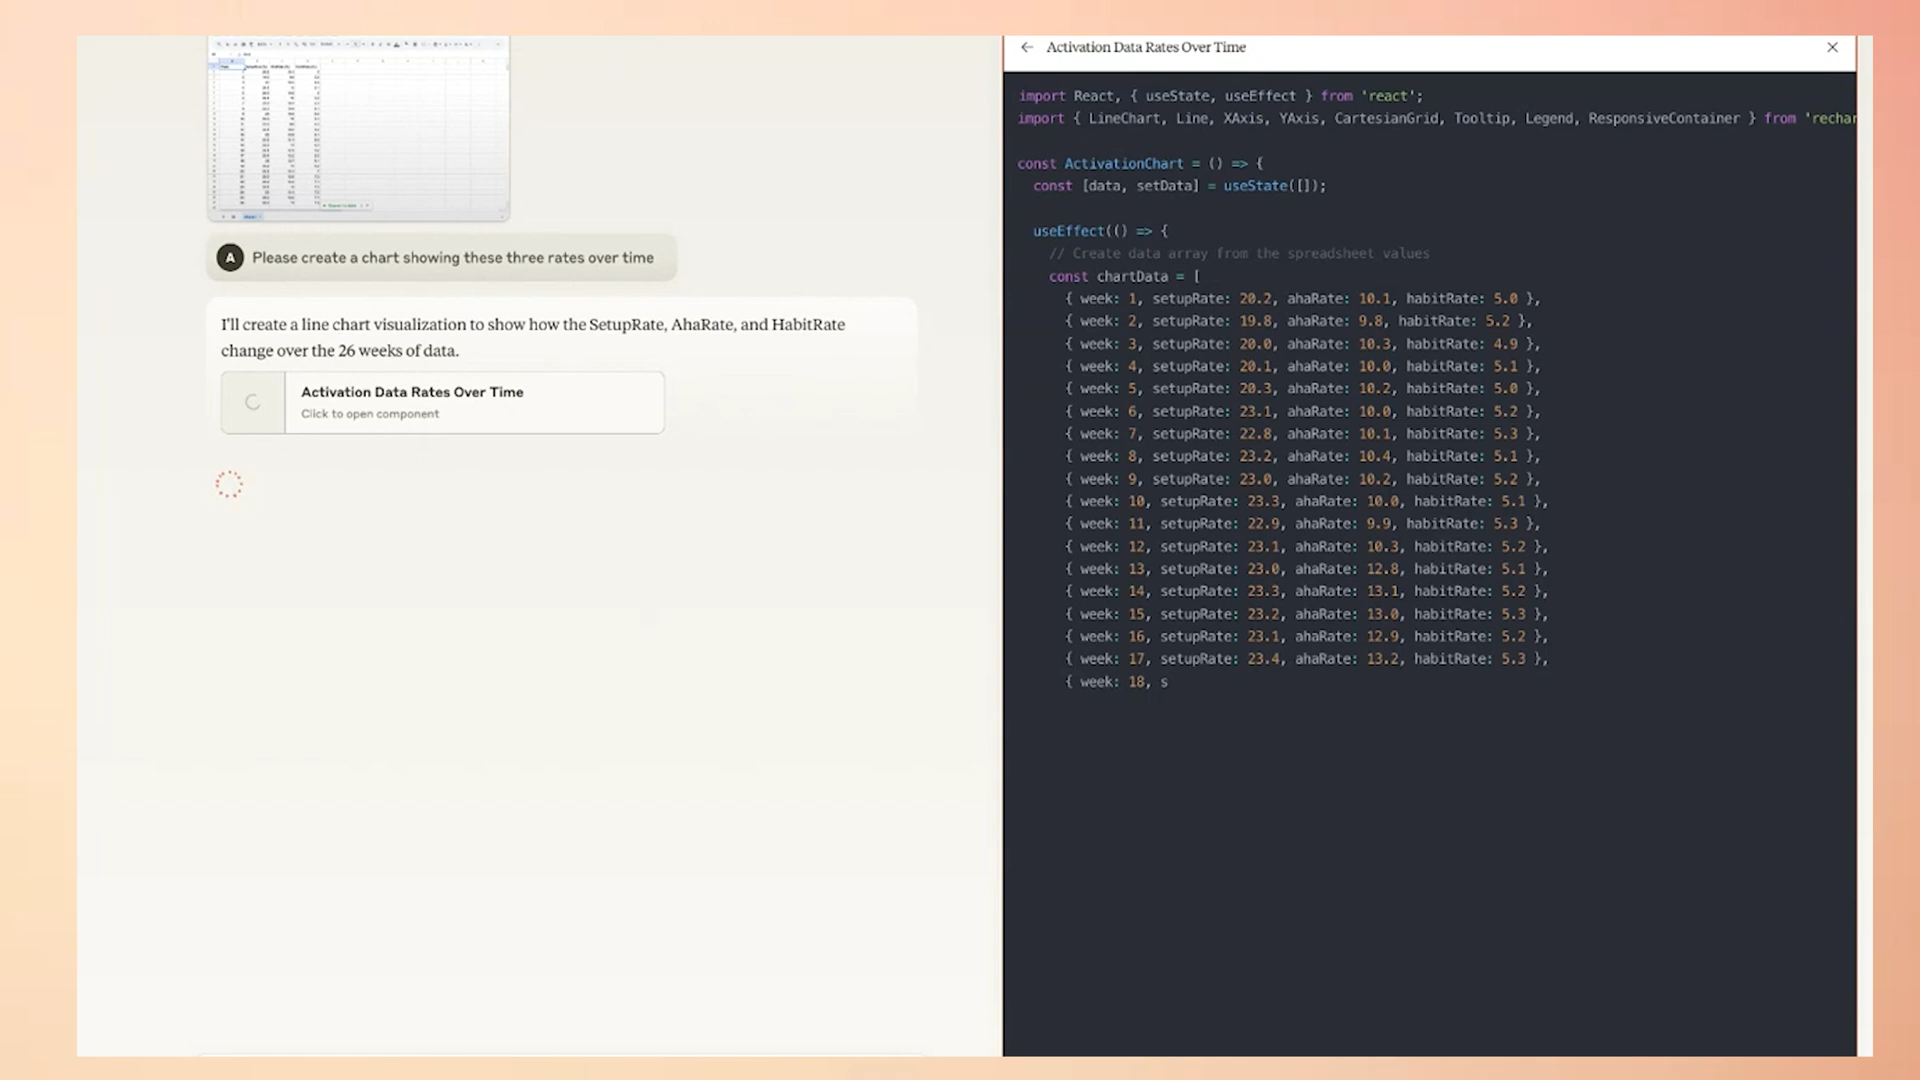 A Please create a chart showing these three rates over time
I'll create a line chart visualization to show how the SetupRate, AhaRate, and HabitRate
change over the 26 weeks of data.
Activation Data Rates Over Time
Click to open component
← Activation Data Rates Over Time
import React, { useState, useEffect } from 'react';
import { LineChart, Line, XAxis, YAxis, CartesianGrid, Tooltip, Legend, ResponsiveContainer } from 'rechar
const ActivationChart = () => {
const [data, setData] = useState([]);
useEffect(() => {
// Create data array from the spreadsheet values
const chartData = [
{ week: 1, setupRate: 20.2, ahaRate: 10.1, habitRate: 5.0 },
{ week: 2, setupRate: 19.8, ahaRate: 9.8, habitRate: 5.2 },
{ week: 3, setupRate: 20.0, ahaRate: 10.3, habitRate: 4.9 },
{ week: 4, setupRate: 20.1, ahaRate: 10.0, habitRate: 5.1 },
{ week: 5, setupRate: 20.3, ahaRate: 10.2, habitRate: 5.0 },
{ week: 6, setupRate: 23.1, ahaRate: 10.0, habitRate: 5.2 },
{ week: 7, setupRate: 22.8, ahaRate: 10.1, habitRate: 5.3 },
{ week: 8, setupRate: 23.2, ahaRate: 10.4, habitRate: 5.1 },
{ week: 9, setupRate: 23.0, ahaRate: 10.2, habitRate: 5.2 },
{ week: 10, setupRate: 23.3, ahaRate: 10.0, habitRate: 5.1 },
{ week: 11, setupRate: 22.9, ahaRate: 9.9, habitRate: 5.3 },
{ week: 12, setupRate: 23.1, ahaRate: 10.3, habitRate: 5.2 },
{ week: 13, setupRate: 23.0, ahaRate: 12.8, habitRate: 5.1 },
{ week: 14, setupRate: 23.3, ahaRate: 13.1, habitRate: 5.2 },
{ week: 15, setupRate: 23.2, ahaRate: 13.0, habitRate: 5.3 },
{ week: 16, setupRate: 23.1, ahaRate: 12.9, habitRate: 5.2 },
{ week: 17, setupRate: 23.4, ahaRate: 13.2, habitRate: 5.3 },
{ week: 18, s